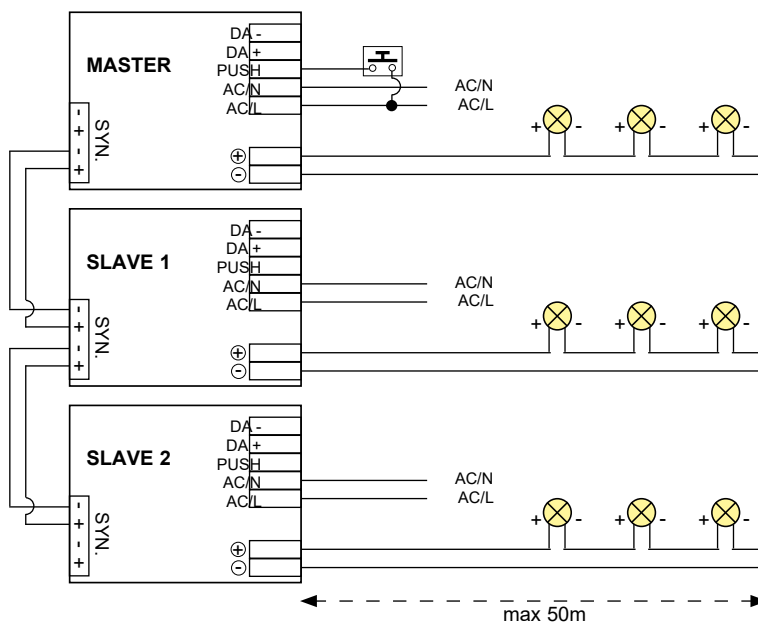 MASTER
DA -
DA +
PUSH
AC/N
AC/L
AC/N
AC/L
-
+
-
+
SYN.
+
-
+ - + - + -
SLAVE 1
DA -
DA +
PUSH
AC/N
AC/L
AC/N
AC/L
-
+
-
+
SYN.
+
-
+ - + - + -
SLAVE 2
DA -
DA +
PUSH
AC/N
AC/L
AC/N
AC/L
-
+
-
+
SYN.
+
-
+ - + - + -
max 50m